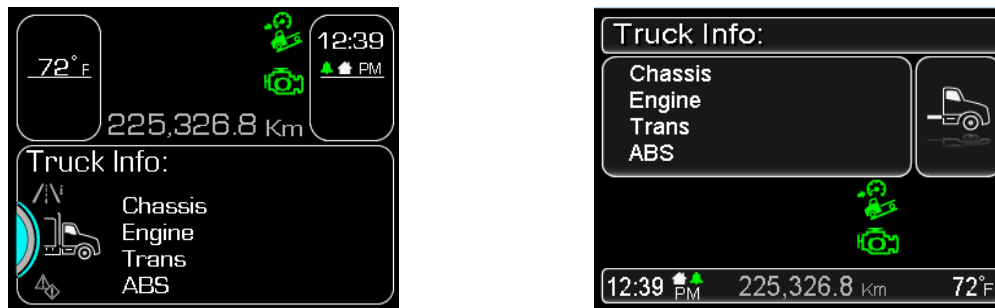 72°F
12:39
PM
225,326.8 Km
Truck Info:
i
Chassis
Engine
Trans
ABS
Truck Info:
Chassis
Engine
Trans
ABS
12:39 PM 225,326.8 Km 72°F